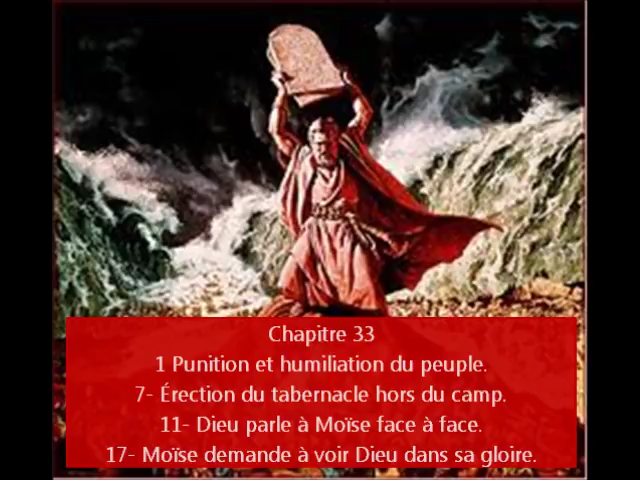 Chapitre 33
1 Punition et humiliation du peuple.
7- Érection du tabernacle hors du camp.
11- Dieu parle à Moïse face à face.
17- Moïse demande à voir Dieu dans sa gloire.